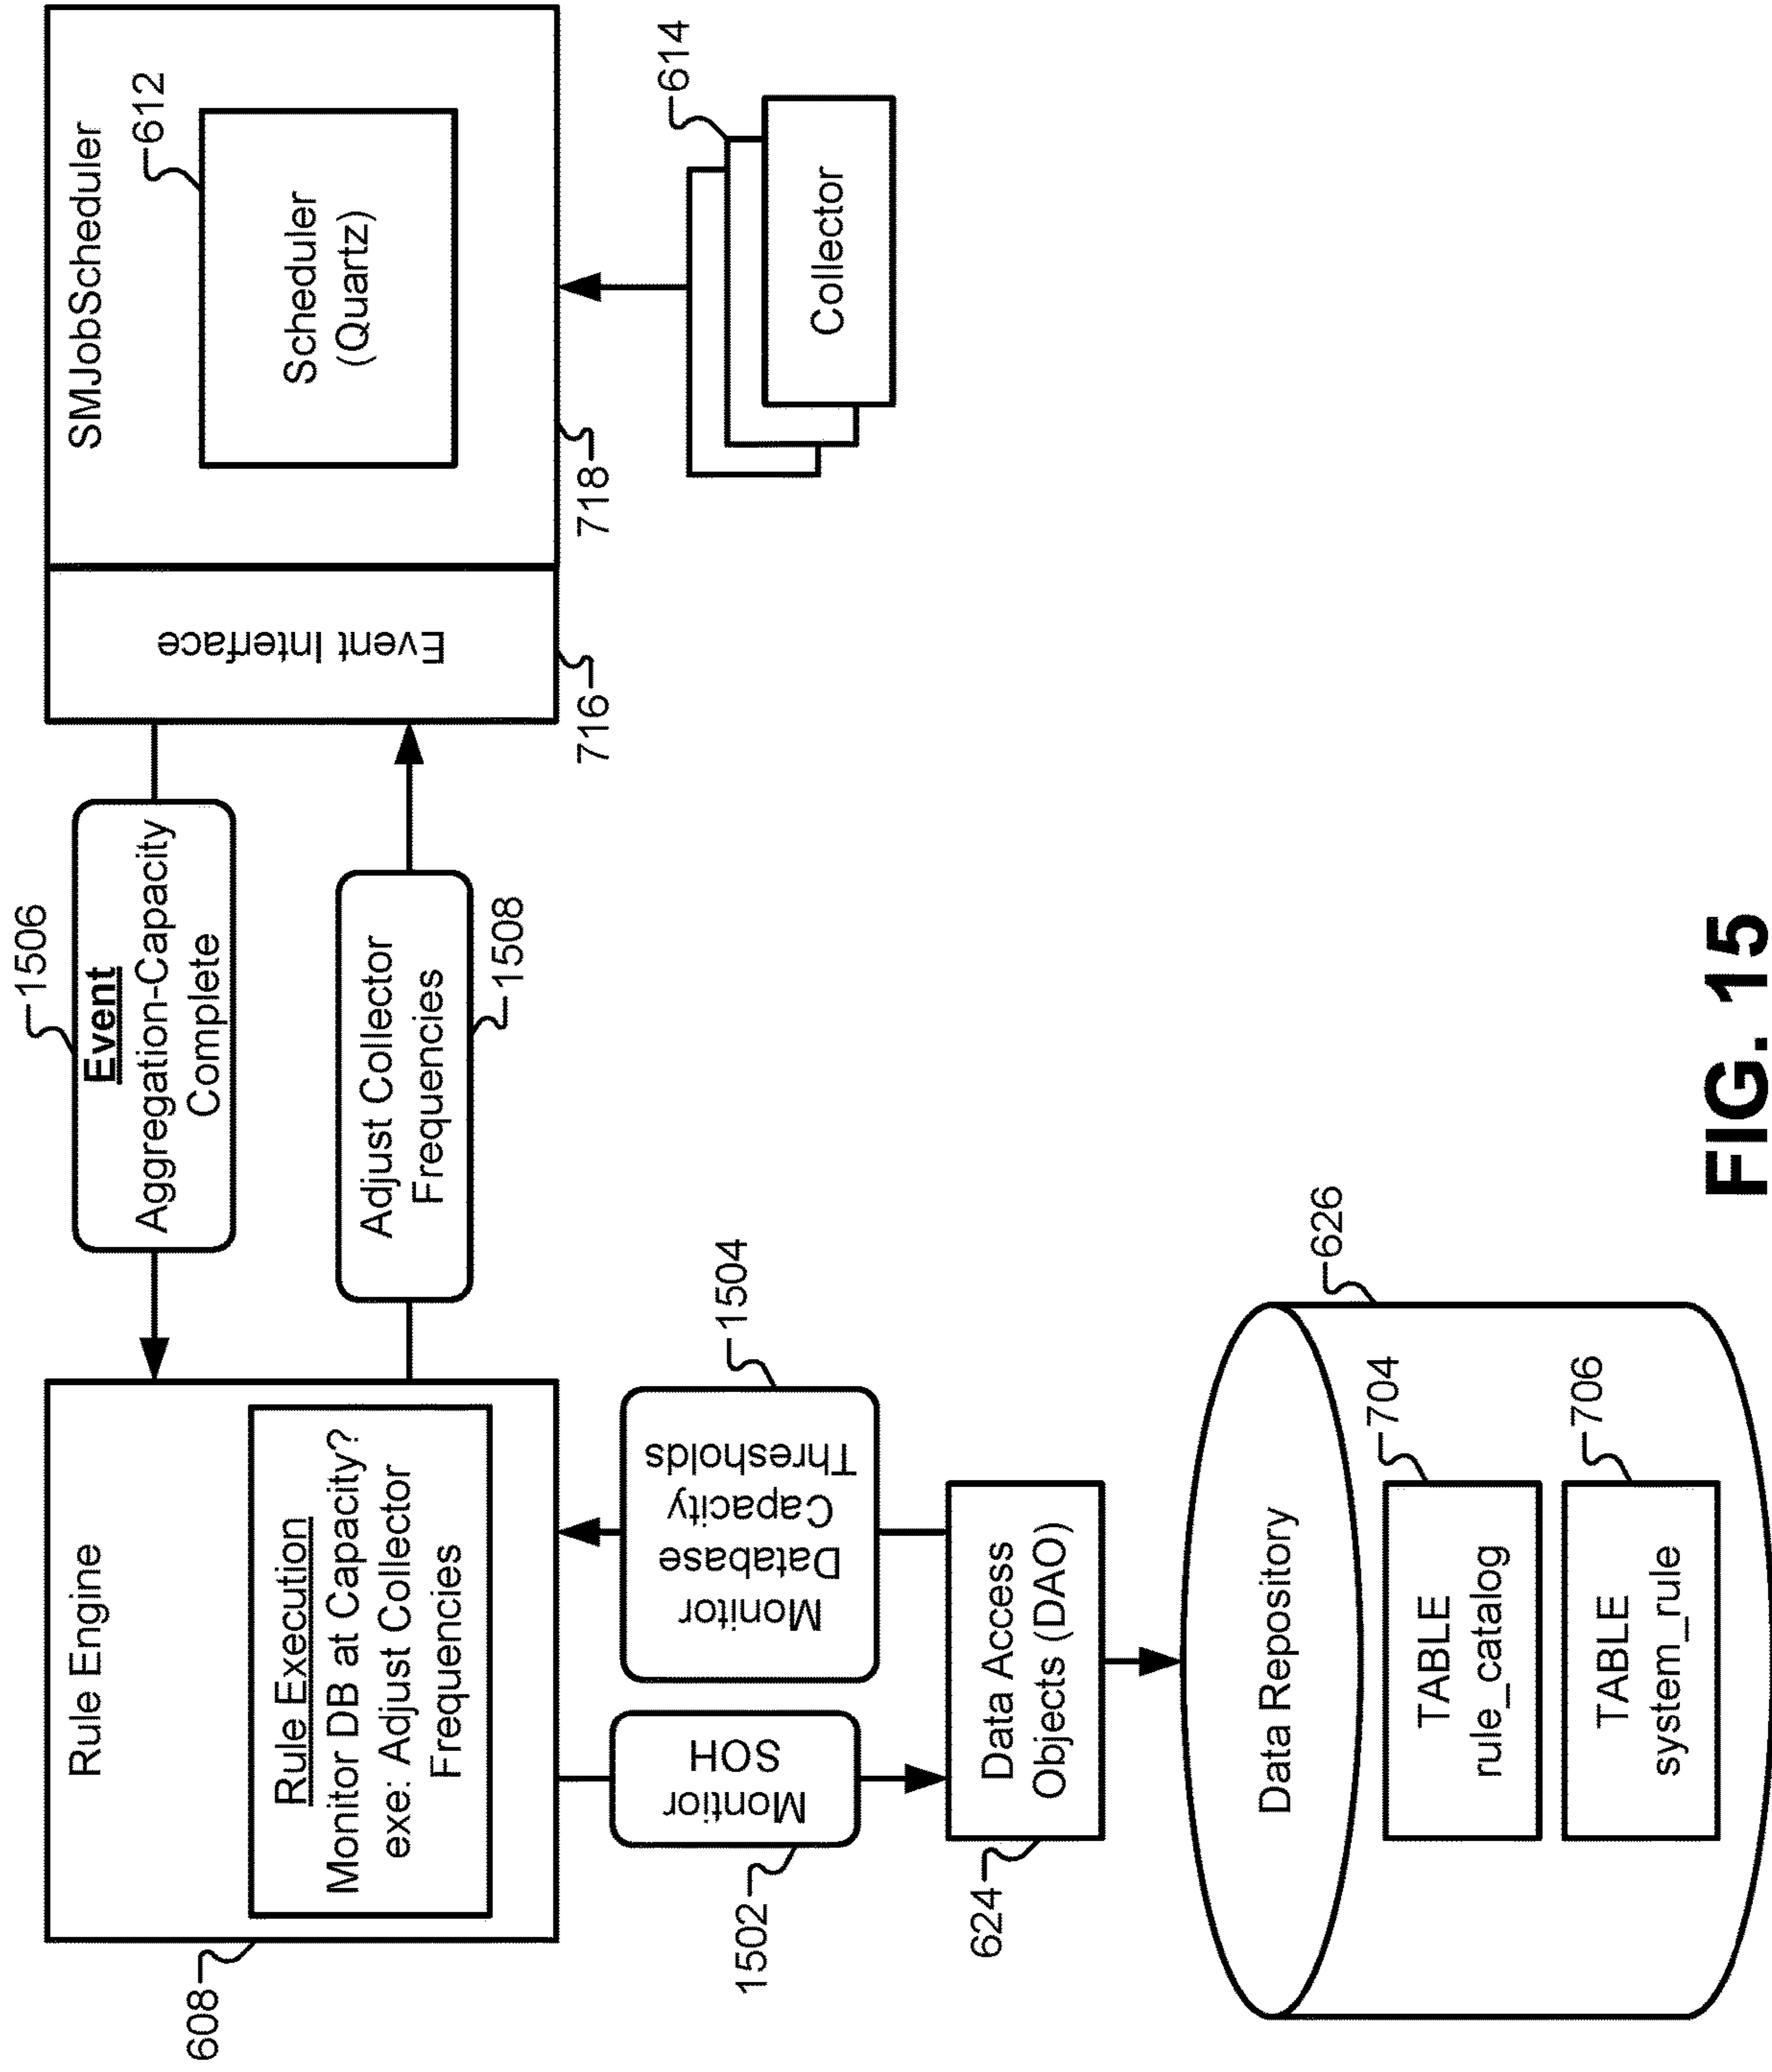 608
Rule Engine
Rule Execution
Monitor DB at Capacity?
exe: Adjust Collector
Frequencies
1506
Event
Aggregation-Capacity
Complete
Adjust Collector
Frequencies
1508
Event Interface
716
SMJobScheduler
612
Scheduler
(Quartz)
718
614
Collector
1502
Montior
SOH
Monitor
Database
Capacity
Thresholds
1504
624
Data Access
Objects (DAO)
Data Repository
626
TABLE
rule_catalog
704
TABLE
system_rule
706
FIG. 15